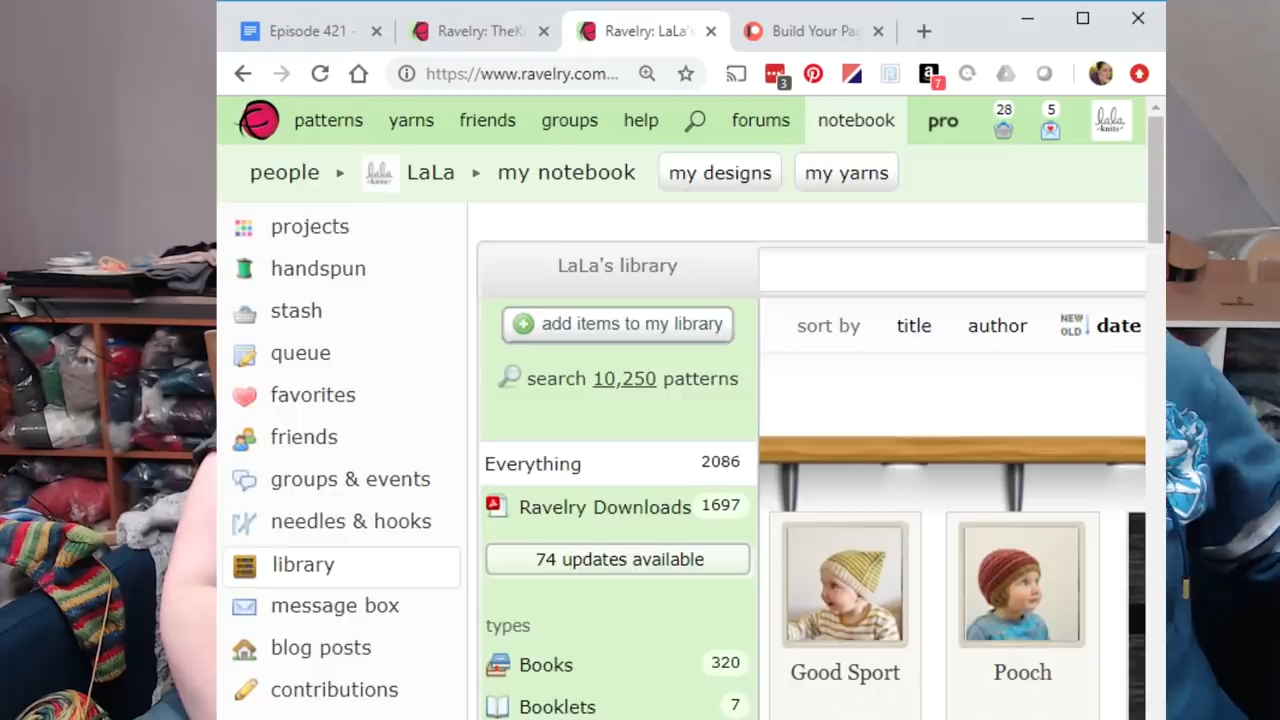 Episode 421 -
Ravelry: TheK
Ravelry: LaLa's
Build Your Pag
https://www.ravelry.com...
3
7
patterns yarns friends groups help forums notebook pro 28 5 lala knits
people LaLa my notebook my designs my yarns
projects
handspun
stash
queue
favorites
friends
groups & events
needles & hooks
library
message box
blog posts
contributions
LaLa's library
add items to my library
search 10,250 patterns
Everything 2086
Ravelry Downloads 1697
74 updates available
types
Books 320
Booklets 7
sort by title author NEW OLD date
Good Sport
Pooch